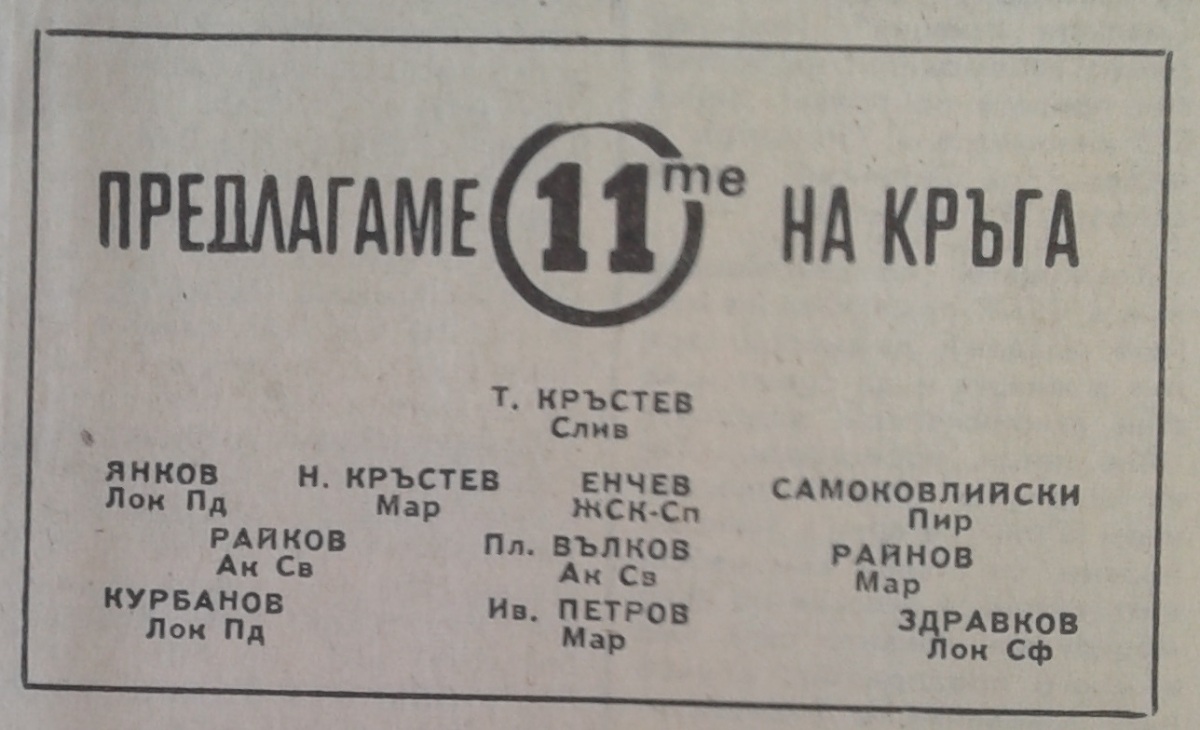 ПРЕДЛАГАМЕ 11те НА КРЪГА
Т. КРЪСТЕВ
Слив
ЯНКОВ Н. КРЪСТЕВ ЕНЧЕВ САМОКОВЛИЙСКИ
Лок Пд Мар ЖСК-Сп Пир
РАЙКОВ Пл. ВЪЛКОВ РАЙНОВ
Ак Св Ак Св Мар
КУРБАНОВ Ив. ПЕТРОВ ЗДРАВКОВ
Лок Пд Мар Лок Сф